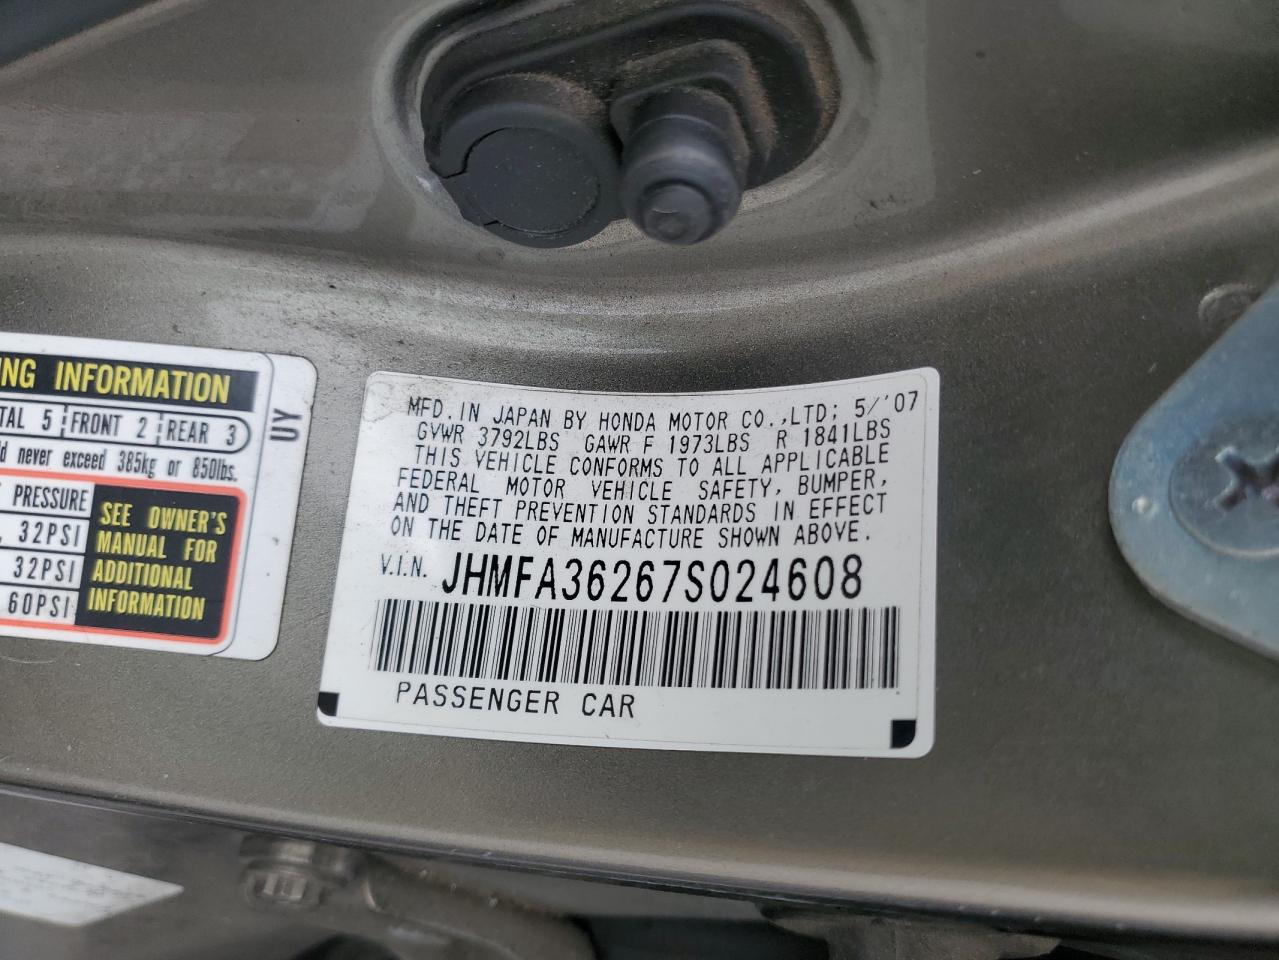 NG INFORMATION
TAL 5 FRONT 2 REAR 3
d never exceed 385kg or 850lbs.
PRESSURE
32PSI
32PSI
60PSI
SEE OWNER'S
MANUAL FOR
ADDITIONAL
INFORMATION
UY
MFD. IN JAPAN BY HONDA MOTOR CO.,LTD; 5/'07
GVWR 3792LBS GAWR F 1973LBS R 1841LBS
THIS VEHICLE CONFORMS TO ALL APPLICABLE
FEDERAL MOTOR VEHICLE SAFETY, BUMPER,
AND THEFT PREVENTION STANDARDS IN EFFECT
ON THE DATE OF MANUFACTURE SHOWN ABOVE.
V.I.N. JHMFA36267S024608
PASSENGER CAR